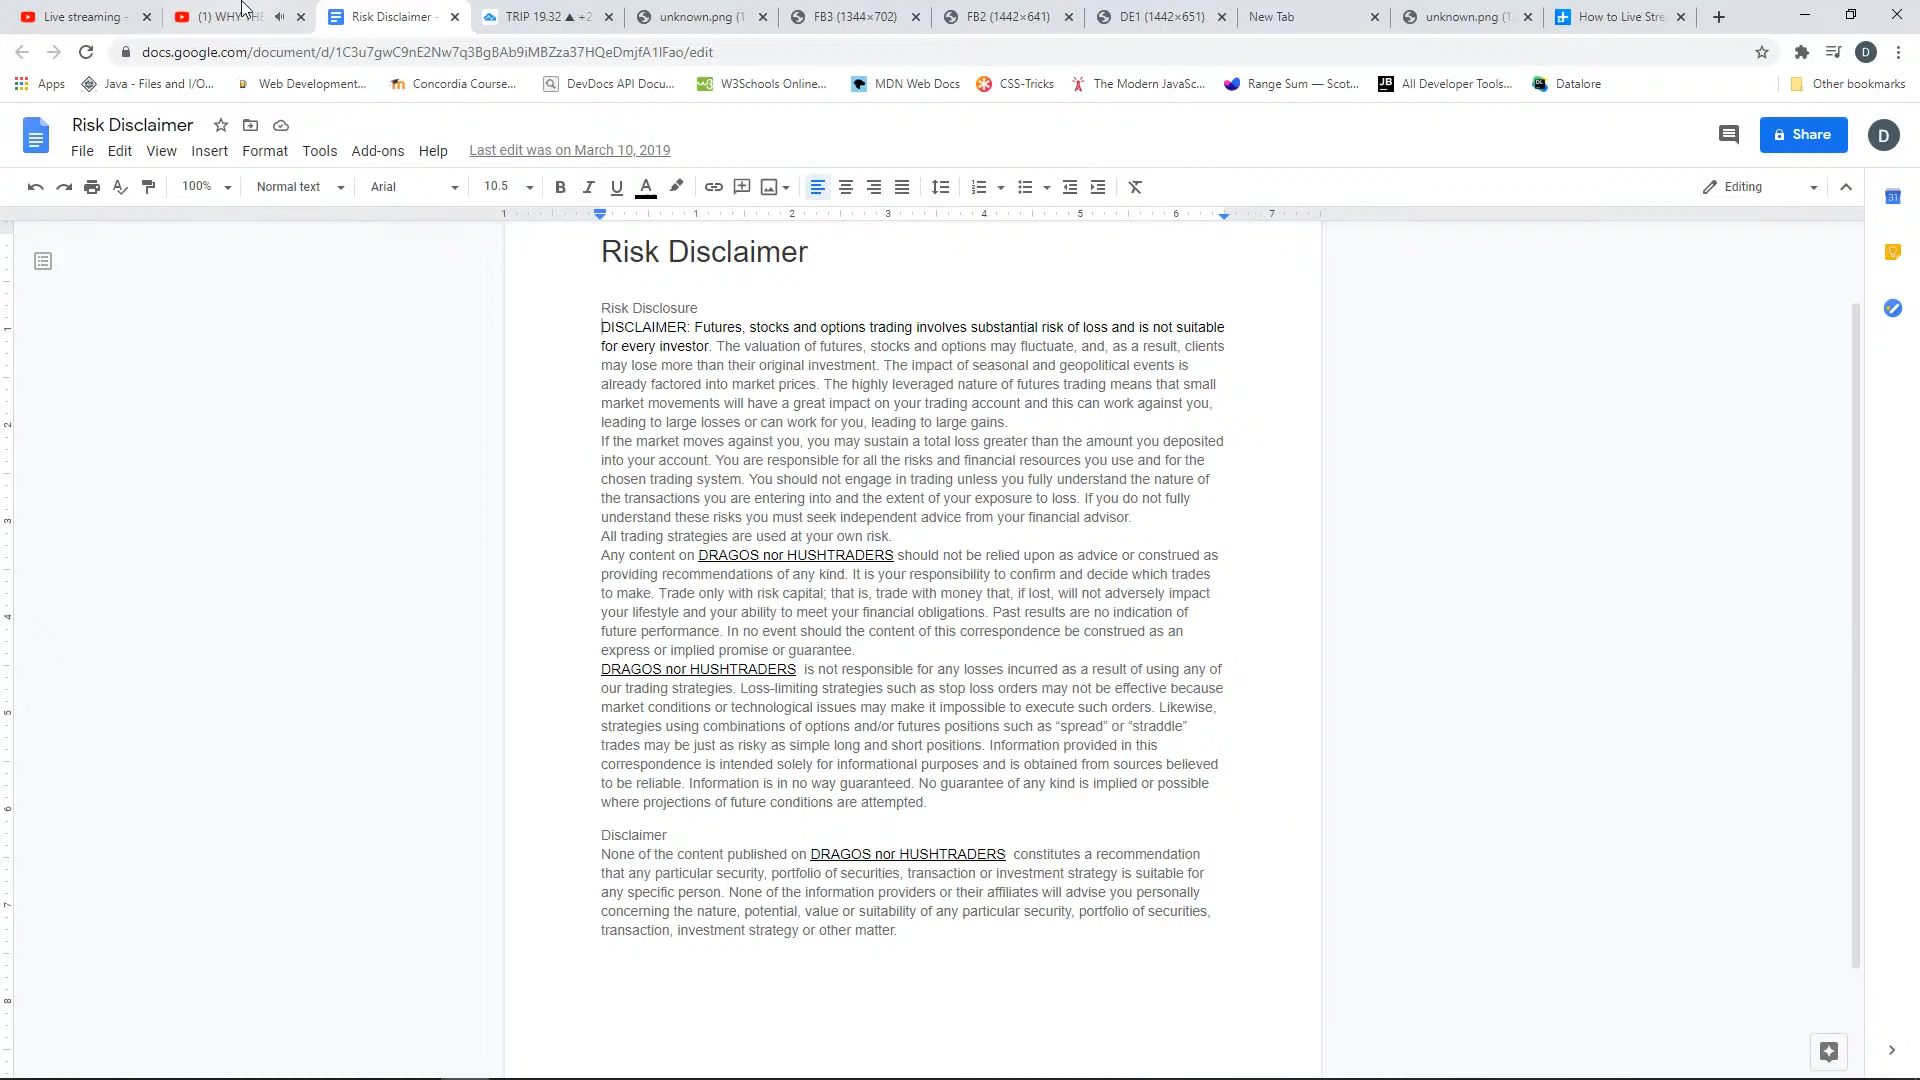 Live streaming -
(1) WHY
Risk Disclaimer -
TRIP 19.32 ▲ +2
unknown.png (1
FB3 (1344×702)
FB2 (1442×641)
DE1 (1442×651)
New Tab
unknown.png (1
How to Live Stre
docs.google.com/document/d/1C3u7gwC9nE2Nw7q3BgBAb9iMBZza37HQeDmjfA1IFao/edit
D
Apps
Java - Files and I/O...
Web Development...
Concordia Course...
DevDocs API Docu...
W3Schools Online...
MDN Web Docs
CSS-Tricks
The Modern JavaSc...
Range Sum — Scot...
All Developer Tools...
Datalore
Other bookmarks
Risk Disclaimer
Share
D
File Edit View Insert Format Tools Add-ons Help Last edit was on March 10, 2019
100% Normal text Arial 10.5 B I U A Editing
1 1 2 3 4 5 6 7
Risk Disclaimer
Risk Disclosure
DISCLAIMER: Futures, stocks and options trading involves substantial risk of loss and is not suitable
for every investor. The valuation of futures, stocks and options may fluctuate, and, as a result, clients
may lose more than their original investment. The impact of seasonal and geopolitical events is
already factored into market prices. The highly leveraged nature of futures trading means that small
market movements will have a great impact on your trading account and this can work against you,
leading to large losses or can work for you, leading to large gains.
If the market moves against you, you may sustain a total loss greater than the amount you deposited
into your account. You are responsible for all the risks and financial resources you use and for the
chosen trading system. You should not engage in trading unless you fully understand the nature of
the transactions you are entering into and the extent of your exposure to loss. If you do not fully
understand these risks you must seek independent advice from your financial advisor.
All trading strategies are used at your own risk.
Any content on DRAGOS nor HUSHTRADERS should not be relied upon as advice or construed as
providing recommendations of any kind. It is your responsibility to confirm and decide which trades
to make. Trade only with risk capital; that is, trade with money that, if lost, will not adversely impact
your lifestyle and your ability to meet your financial obligations. Past results are no indication of
future performance. In no event should the content of this correspondence be construed as an
express or implied promise or guarantee.
DRAGOS nor HUSHTRADERS is not responsible for any losses incurred as a result of using any of
our trading strategies. Loss-limiting strategies such as stop loss orders may not be effective because
market conditions or technological issues may make it impossible to execute such orders. Likewise,
strategies using combinations of options and/or futures positions such as “spread” or “straddle”
trades may be just as risky as simple long and short positions. Information provided in this
correspondence is intended solely for informational purposes and is obtained from sources believed
to be reliable. Information is in no way guaranteed. No guarantee of any kind is implied or possible
where projections of future conditions are attempted.
Disclaimer
None of the content published on DRAGOS nor HUSHTRADERS constitutes a recommendation
that any particular security, portfolio of securities, transaction or investment strategy is suitable for
any specific person. None of the information providers or their affiliates will advise you personally
concerning the nature, potential, value or suitability of any particular security, portfolio of securities,
transaction, investment strategy or other matter.
1
2
3
4
5
6
7
8
31